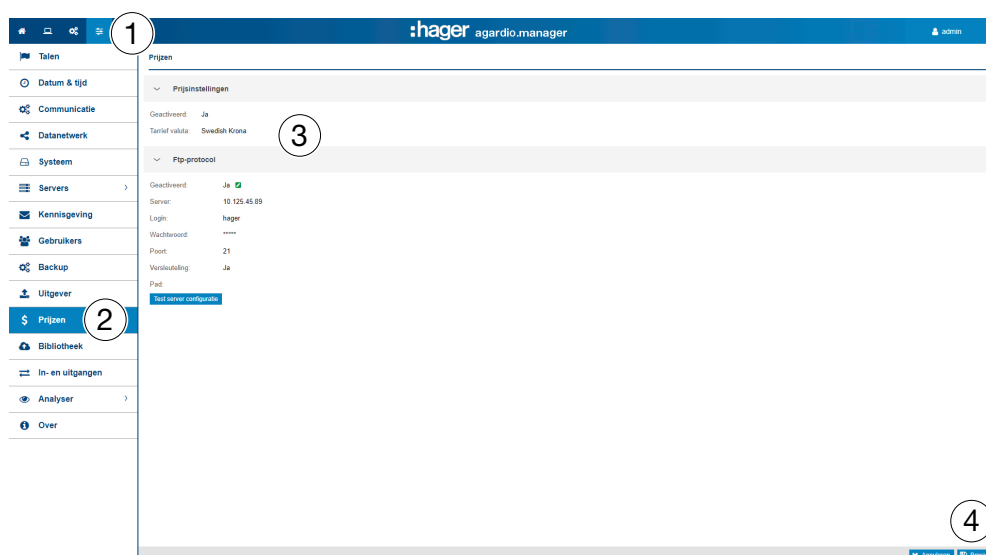 1
:hager agardio.manager
admin
Talen
Datum & tijd
Communicatie
Datanetwerk
Systeem
Servers
Kennisgeving
Gebruikers
Backup
Uitgever
Prijzen
2
Bibliotheek
In- en uitgangen
Analyser
Over
Prijzen
Prijsinstellingen
Geactiveerd: Ja
Tarrief valuta: Swedish Krona
3
Ftp-protocol
Geactiveerd: Ja
Server: 10.125.45.89
Login: hager
Wachtwoord: *****
Poort: 21
Versleuteling: Ja
Pad:
Test server configuratie
4